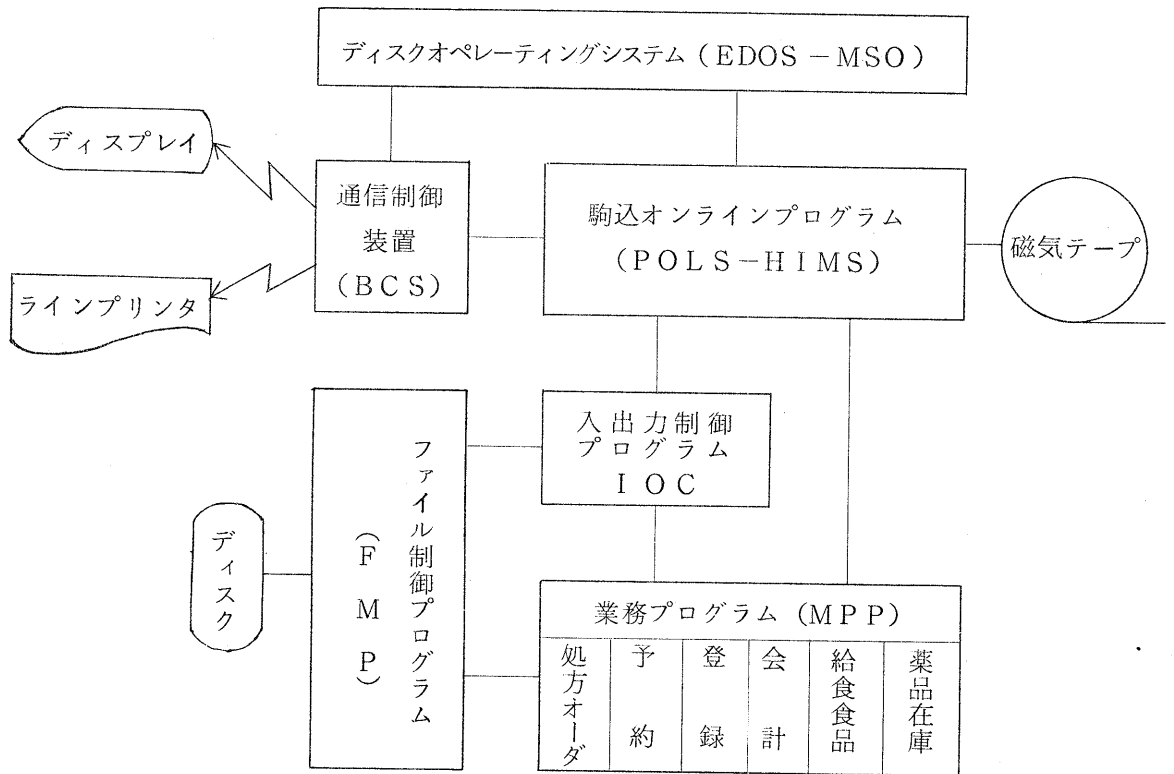 ディスクオペレーティングシステム(EDOS-MSO)
ディスプレイ
通信制御
装置
(BCS)
駒込オンラインプログラム
(POLS-HIMS)
磁気テープ
ラインプリンタ
入出力制御
プログラム
IOC
ファイル制御プログラム
(FMP)
ディスク
業務プログラム(MPP)
処方オーダ
予約
登録
会計
給食食品
薬品在庫